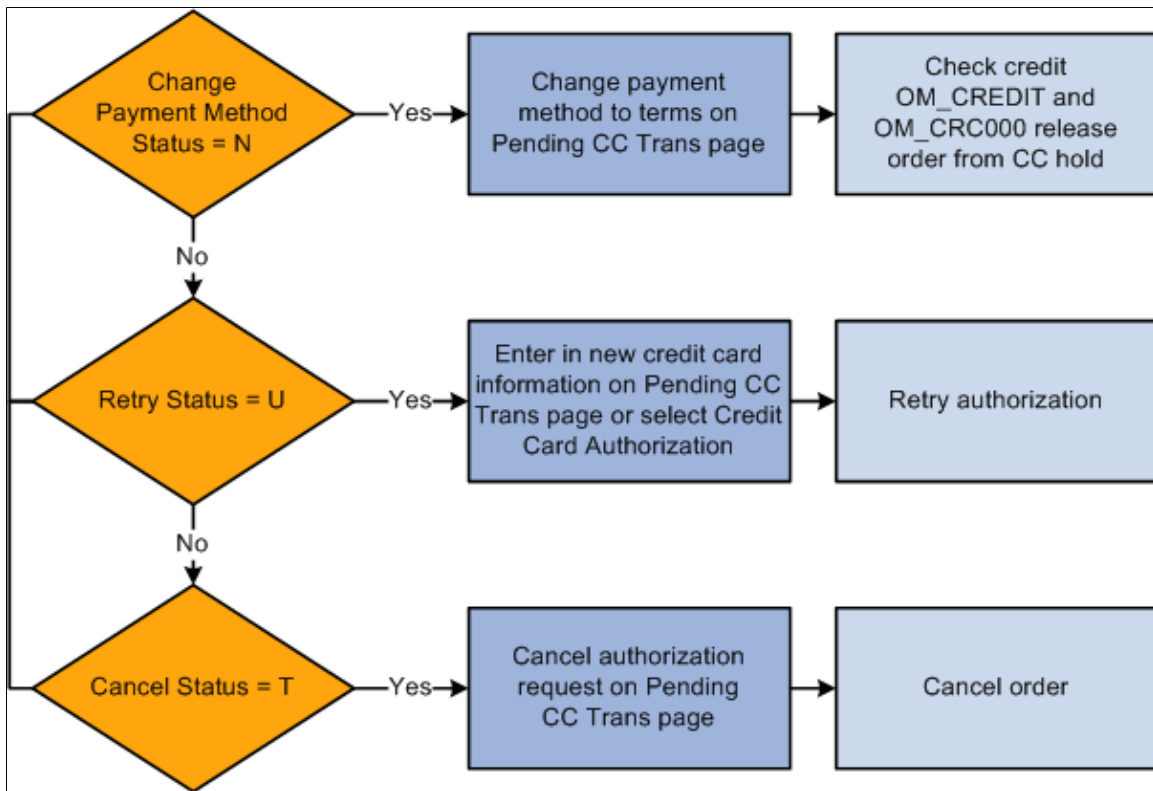 Change
Payment Method
Status = N
Yes
Change payment
method to terms on
Pending CC Trans page
Check credit
OM_CREDIT and
OM_CRC000 release
order from CC hold
No
Retry Status = U
Yes
Enter in new credit card
information on Pending CC
Trans page or select Credit
Card Authorization
Retry authorization
No
Cancel Status = T
Yes
Cancel authorization
request on Pending
CC Trans page
Cancel order